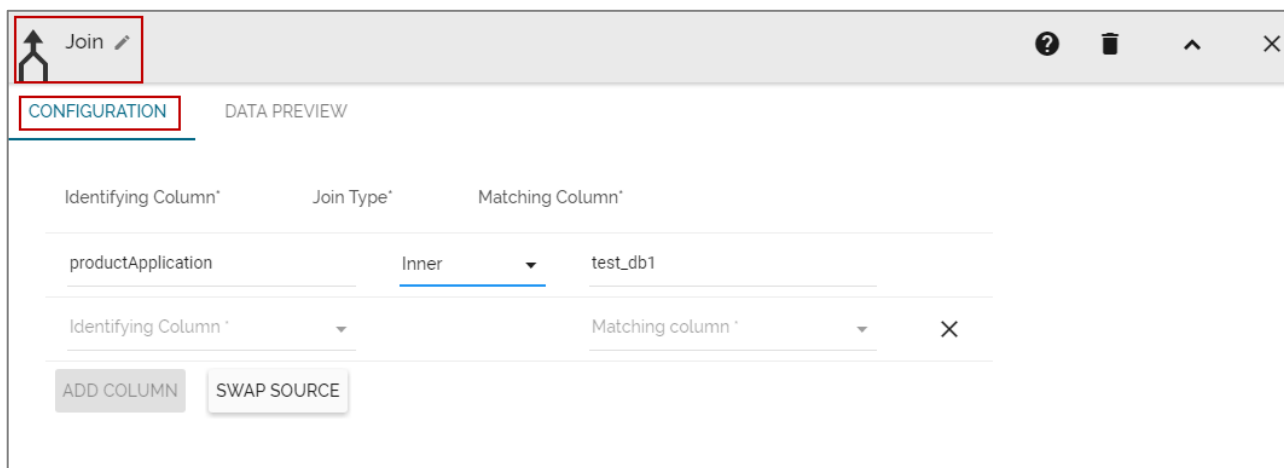 Join
CONFIGURATION DATA PREVIEW
Identifying Column* Join Type* Matching Column*
productApplication Inner test_db1
Identifying Column * Matching column *
ADD COLUMN SWAP SOURCE